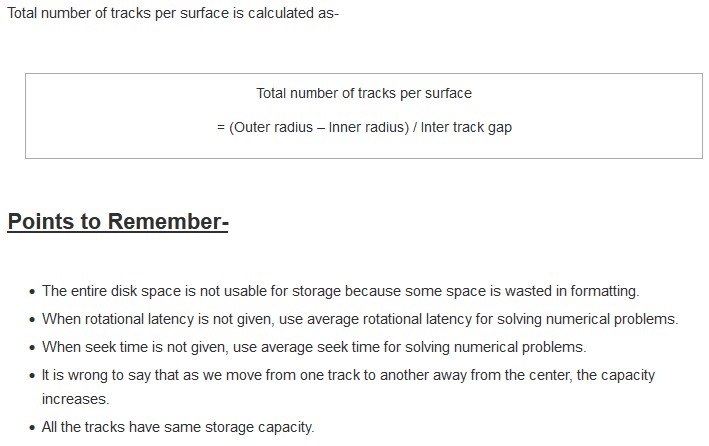 Total number of tracks per surface is calculated as-
Total number of tracks per surface
= (Outer radius – Inner radius) / Inter track gap
Points to Remember-
• The entire disk space is not usable for storage because some space is wasted in formatting.
• When rotational latency is not given, use average rotational latency for solving numerical problems.
• When seek time is not given, use average seek time for solving numerical problems.
• It is wrong to say that as we move from one track to another away from the center, the capacity
increases.
• All the tracks have same storage capacity.